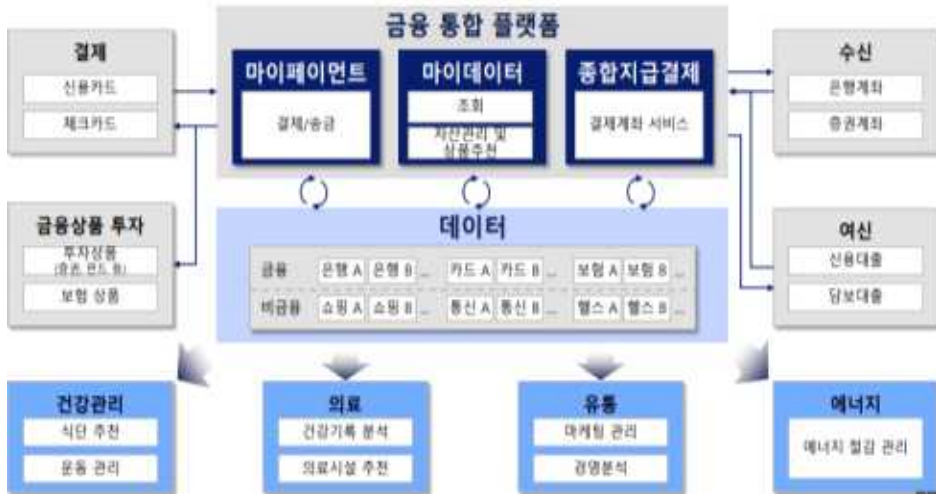 금융 통합 플랫폼
결제
신용카드
체크카드
마이페이먼트
결제/송금
마이데이터
조회
자산관리 및
상품추천
종합지급결제
결제계좌 서비스
수신
은행계좌
증권계좌
금융상품 투자
투자상품
(증권, 펀드 등)
보험 상품
데이터
금융 은행 A 은행 B ... 카드 A 카드 B ... 보험 A 보험 B ...
비금융 쇼핑 A 쇼핑 B ... 통신 A 통신 B ... 헬스 A 헬스 B ...
여신
신용대출
담보대출
건강관리
식단 추천
운동 관리
의료
건강기록 분석
의료시설 추천
유통
마케팅 관리
경영분석
에너지
에너지 절감 관리